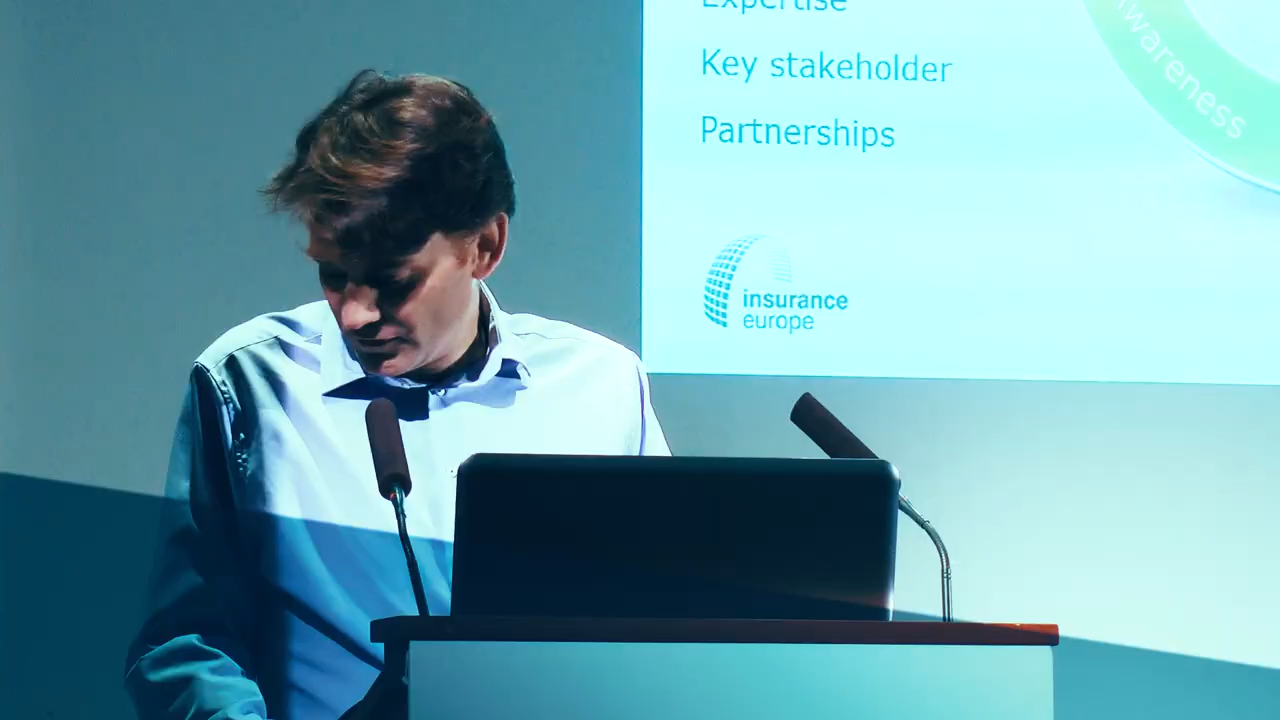 Expertise
Key stakeholder
Partnerships
insurance
europe